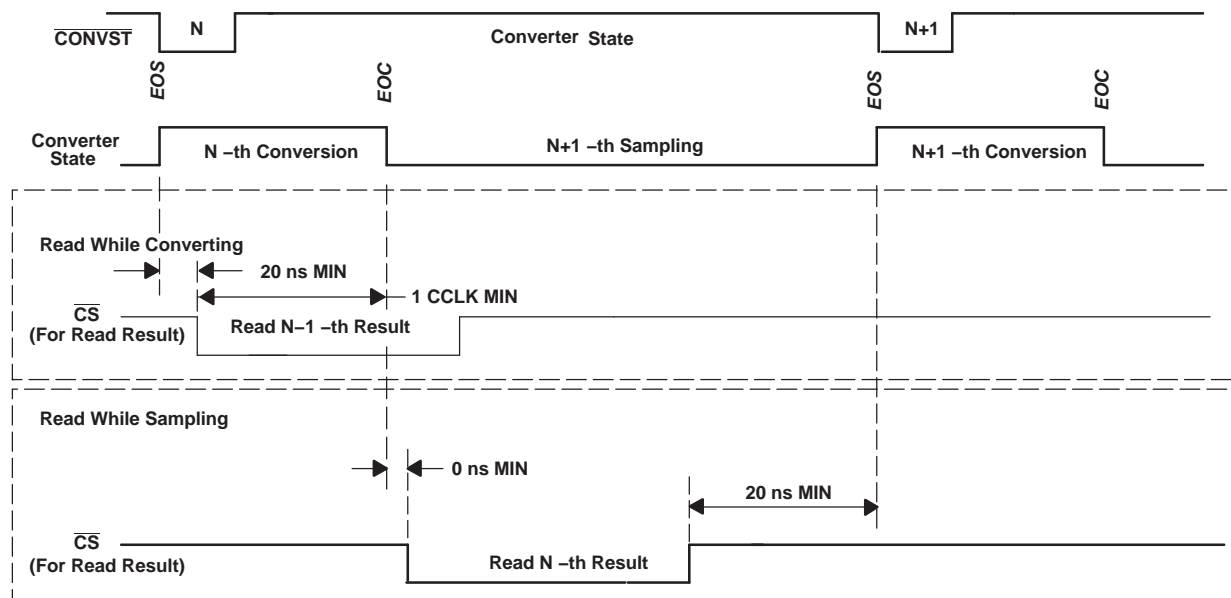 CONVST
N
Converter State
N+1
EOS
EOC
EOS
EOC
Converter
State
N –th Conversion
N+1 –th Sampling
N+1 –th Conversion
Read While Converting
20 ns MIN
1 CCLK MIN
CS
(For Read Result)
Read N–1 –th Result
Read While Sampling
0 ns MIN
20 ns MIN
CS
(For Read Result)
Read N –th Result